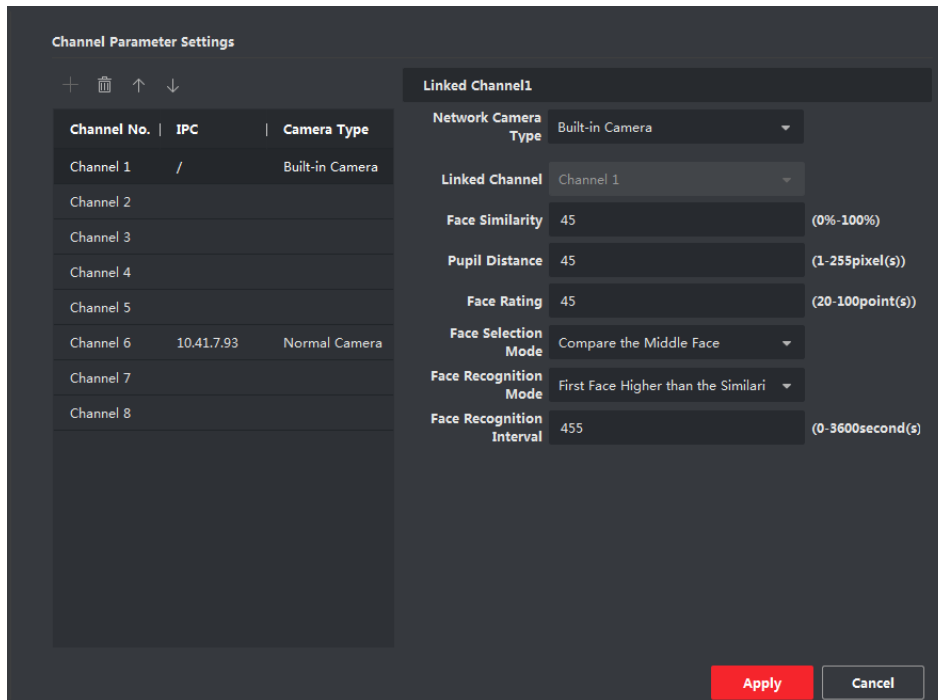 Channel Parameter Settings
Linked Channel1
Channel No. | IPC | Camera Type
Channel 1 / Built-in Camera
Channel 2
Channel 3
Channel 4
Channel 5
Channel 6 10.41.7.93 Normal Camera
Channel 7
Channel 8
Network Camera
Type Built-in Camera
Linked Channel Channel 1
Face Similarity 45 (0%-100%)
Pupil Distance 45 (1-255pixel(s))
Face Rating 45 (20-100point(s))
Face Selection
Mode Compare the Middle Face
Face Recognition
Mode First Face Higher than the Similari
Face Recognition
Interval 455 (0-3600second(s)
Apply Cancel